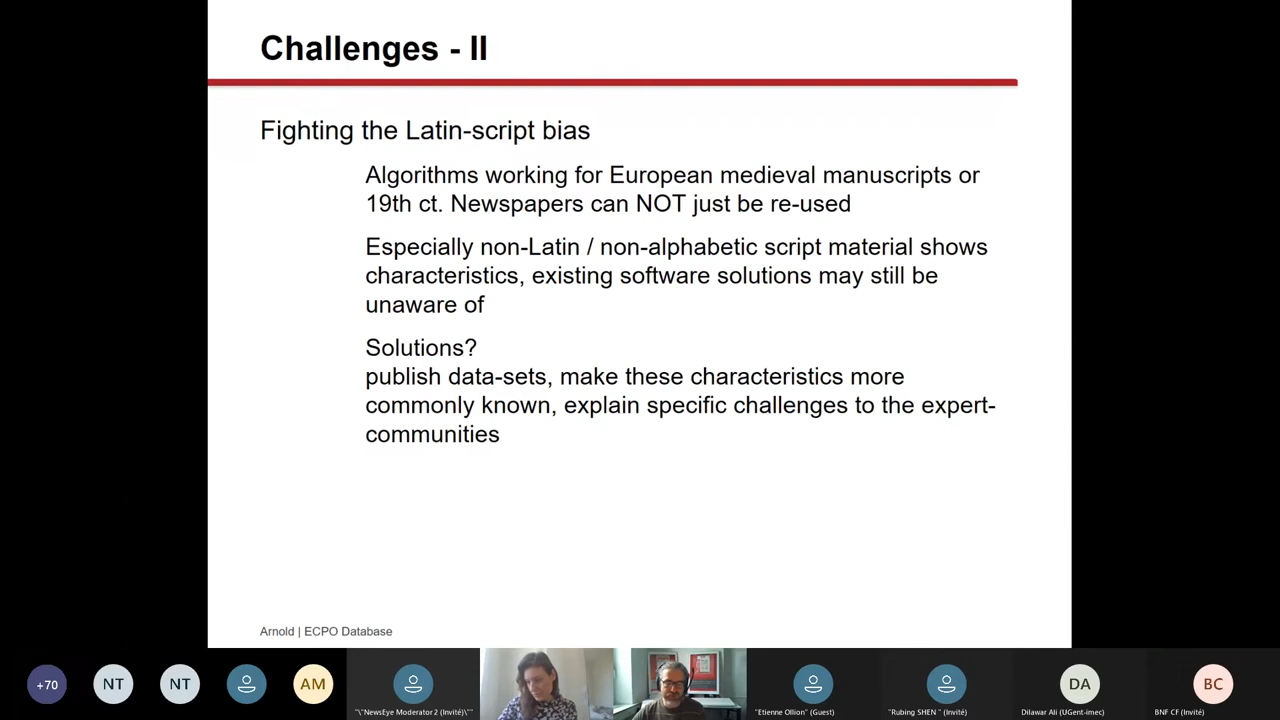 Challenges - II
Fighting the Latin-script bias
Algorithms working for European medieval manuscripts or
19th ct. Newspapers can NOT just be re-used
Especially non-Latin / non-alphabetic script material shows
characteristics, existing software solutions may still be
unaware of
Solutions?
publish data-sets, make these characteristics more
commonly known, explain specific challenges to the expert-
communities
Arnold | ECPO Database
+70
NT
NT
AM
DA
BC
"\"NewsEye Moderator 2 (Invité)\""
"Etienne Ollion" (Guest)
"Rubing SHEN " (Invité)
Dilawar Ali (UGent-imec)
BNF CF (Invité)